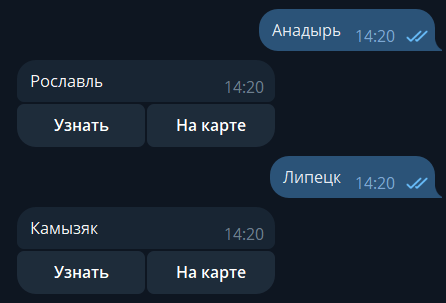 Анадырь 14:20
Рославль 14:20
Узнать На карте
Липецк 14:20
Камызяк 14:20
Узнать На карте